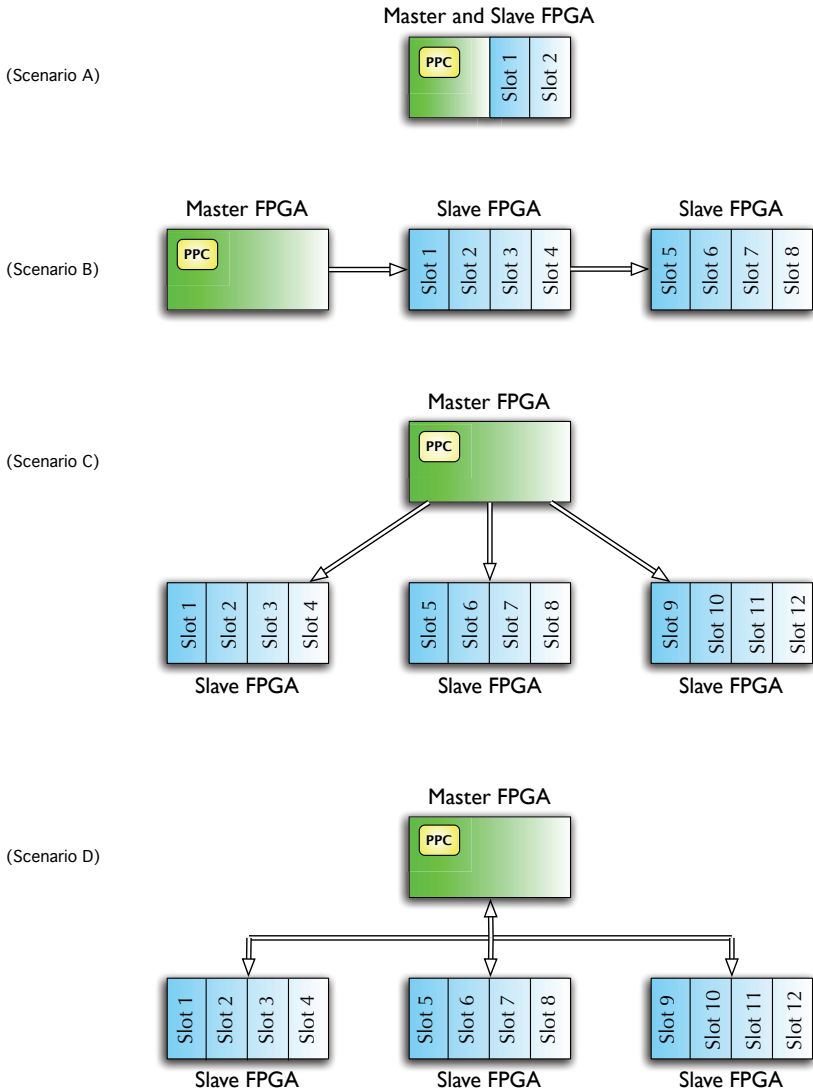 Master and Slave FPGA
(Scenario A)
PPC
Slot 1
Slot 2
Master FPGA
Slave FPGA
Slave FPGA
(Scenario B)
PPC
Slot 1
Slot 2
Slot 3
Slot 4
Slot 5
Slot 6
Slot 7
Slot 8
Master FPGA
(Scenario C)
PPC
Slot 1
Slot 2
Slot 3
Slot 4
Slot 5
Slot 6
Slot 7
Slot 8
Slot 9
Slot 10
Slot 11
Slot 12
Slave FPGA
Slave FPGA
Slave FPGA
Master FPGA
(Scenario D)
PPC
Slot 1
Slot 2
Slot 3
Slot 4
Slot 5
Slot 6
Slot 7
Slot 8
Slot 9
Slot 10
Slot 11
Slot 12
Slave FPGA
Slave FPGA
Slave FPGA